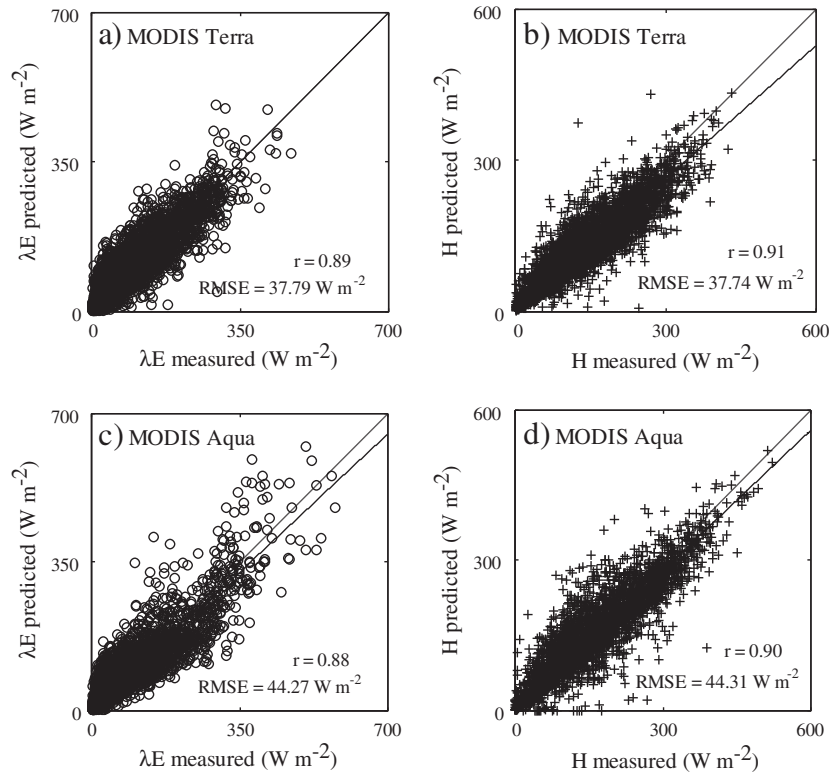 a) MODIS Terra
700
350
0
λE predicted (W m-2)
r = 0.89
RMSE = 37.79 W m-2
0 350 700
λE measured (W m-2)
b) MODIS Terra
600
300
0
H predicted (W m-2)
r = 0.91
RMSE = 37.74 W m-2
0 300 600
H measured (W m-2)
c) MODIS Aqua
700
350
0
λE predicted (W m-2)
r = 0.88
RMSE = 44.27 W m-2
0 350 700
λE measured (W m-2)
d) MODIS Aqua
600
300
0
H predicted (W m-2)
r = 0.90
RMSE = 44.31 W m-2
0 300 600
H measured (W m-2)